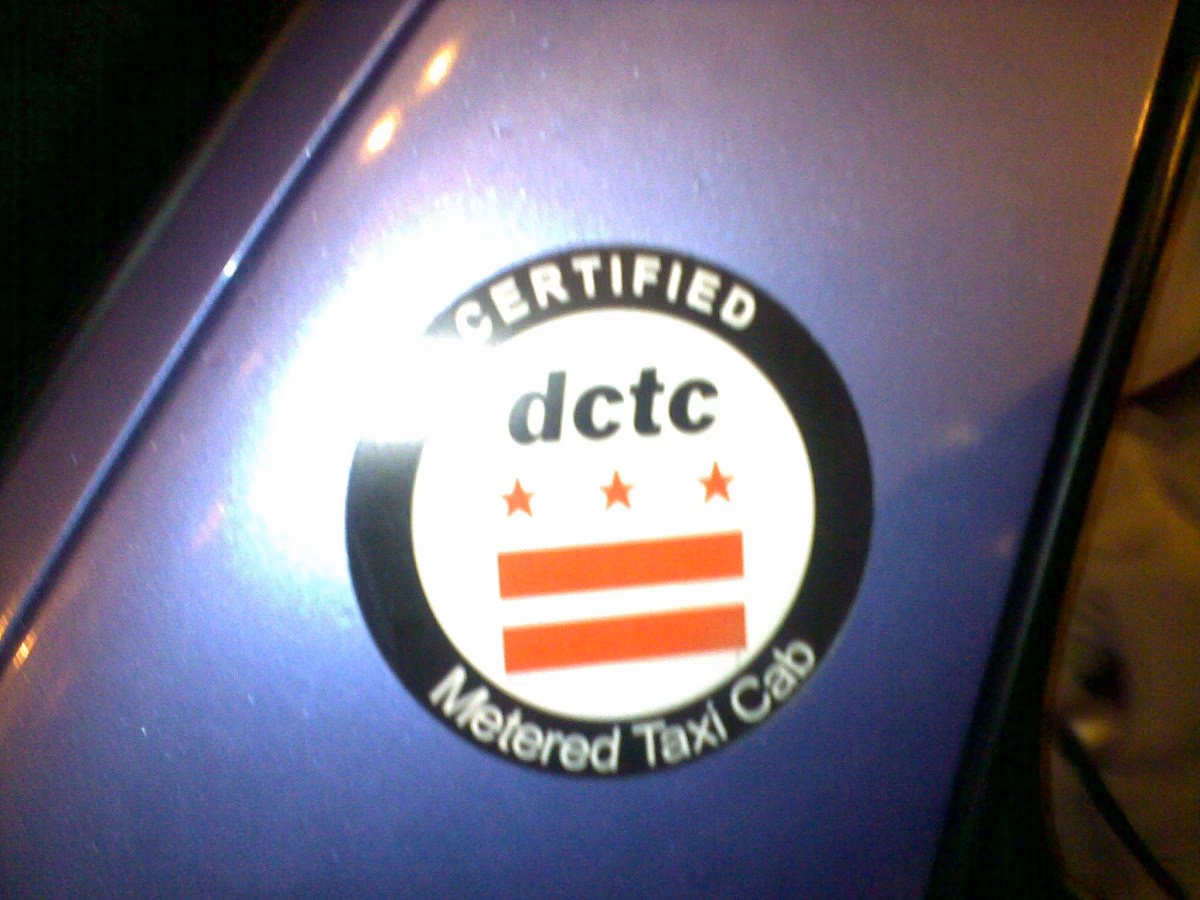 CERTIFIED
dctc
Metered Taxi Cab